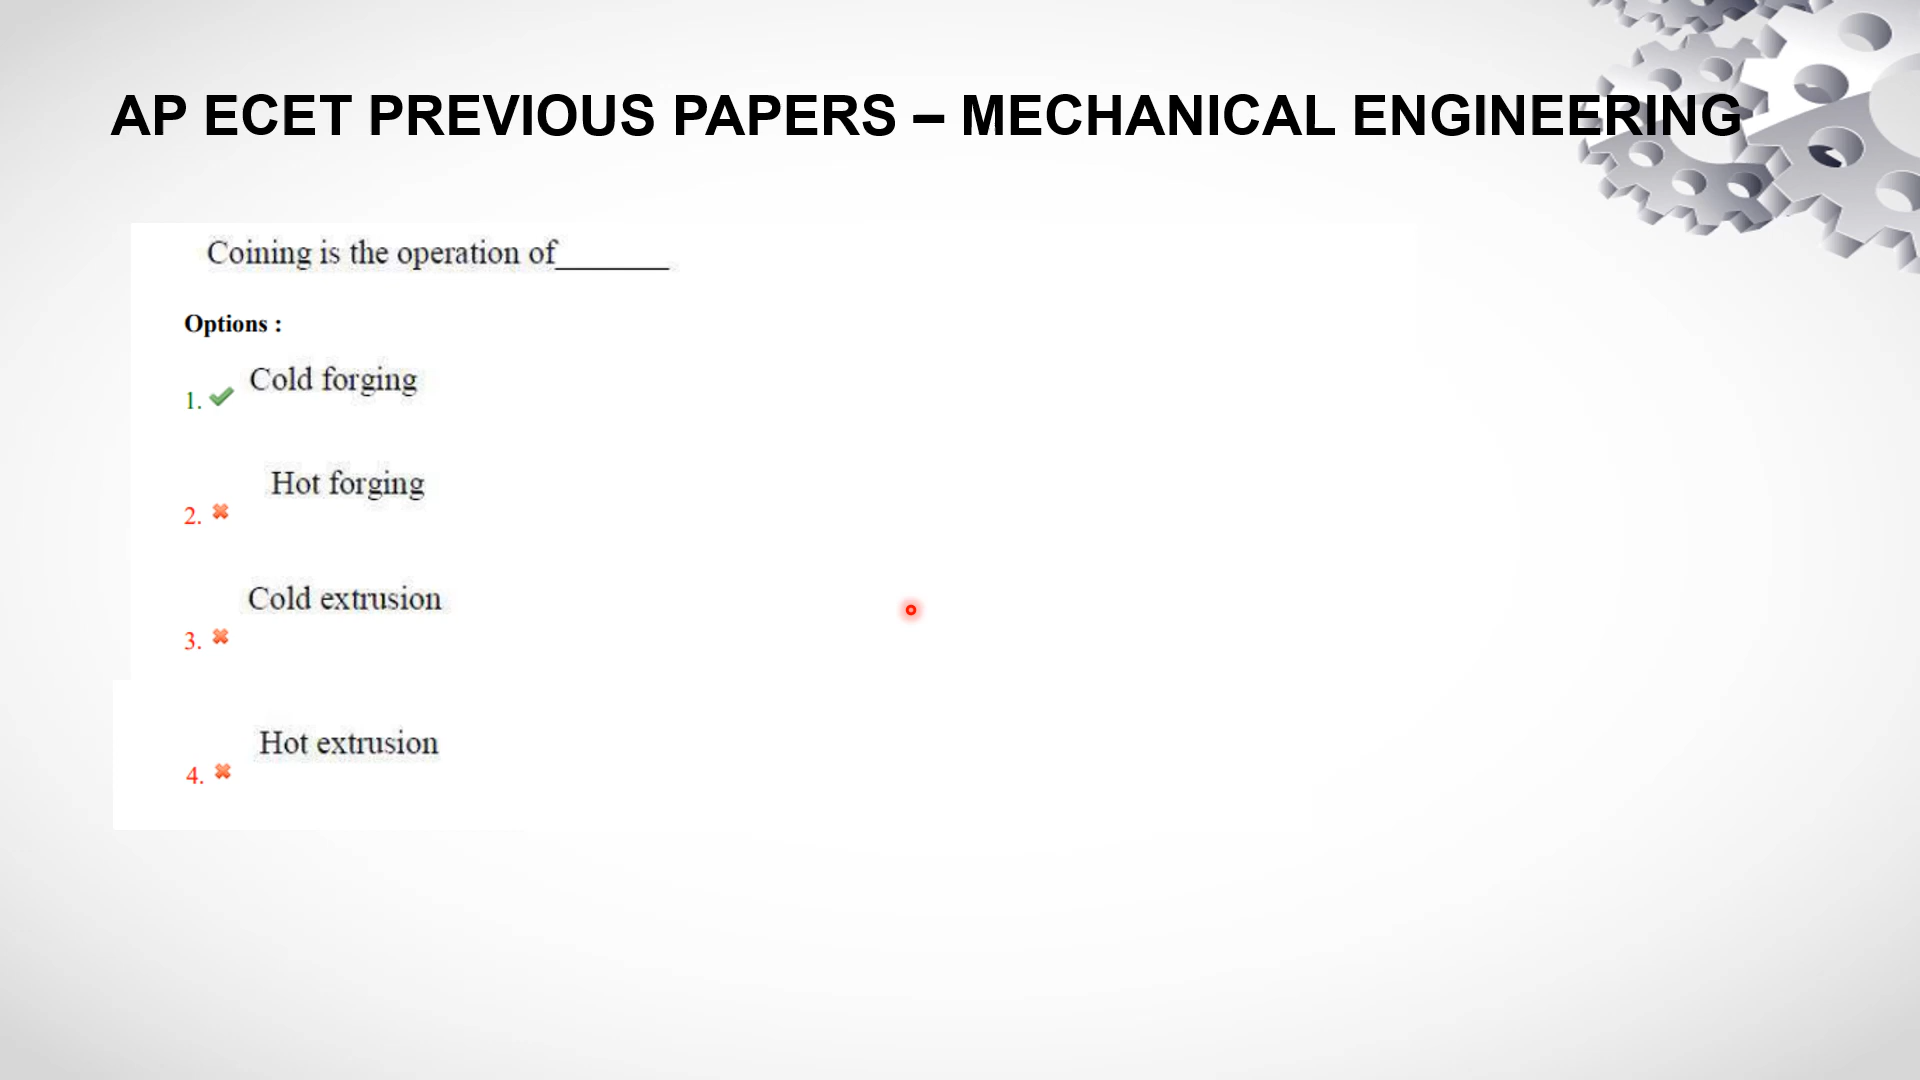 AP ECET PREVIOUS PAPERS – MECHANICAL ENGINEERING
Coining is the operation of_______
Options :
1. Cold forging
2. Hot forging
3. Cold extrusion
4. Hot extrusion